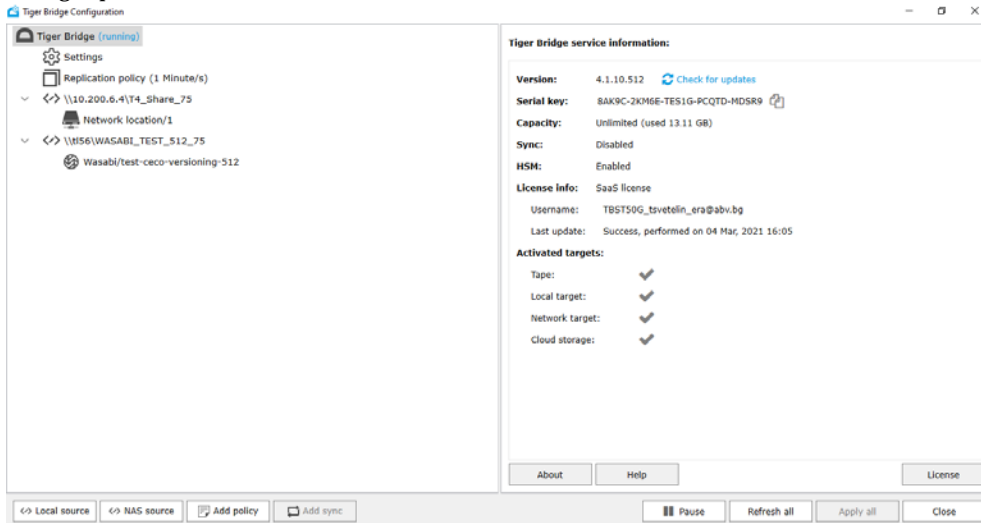 Tiger Bridge Configuration
Tiger Bridge (running)
Settings
Replication policy (1 Minute/s)
\\10.200.6.4\T4_Share_75
Network location/1
\\tl56\WASABI_TEST_512_75
Wasabi/test-ceco-versioning-512
Tiger Bridge service information:
Version: 4.1.10.512 Check for updates
Serial key: 8AK9C-2KM6E-TES1G-PCQTD-MDSR9
Capacity: Unlimited (used 13.11 GB)
Sync: Disabled
HSM: Enabled
License info: SaaS license
Username: TBST50G_tsvetelin_era@abv.bg
Last update: Success, performed on 04 Mar, 2021 16:05
Activated targets:
Tape:
Local target:
Network target:
Cloud storage:
About Help License
Local source NAS source Add policy Add sync Pause Refresh all Apply all Close